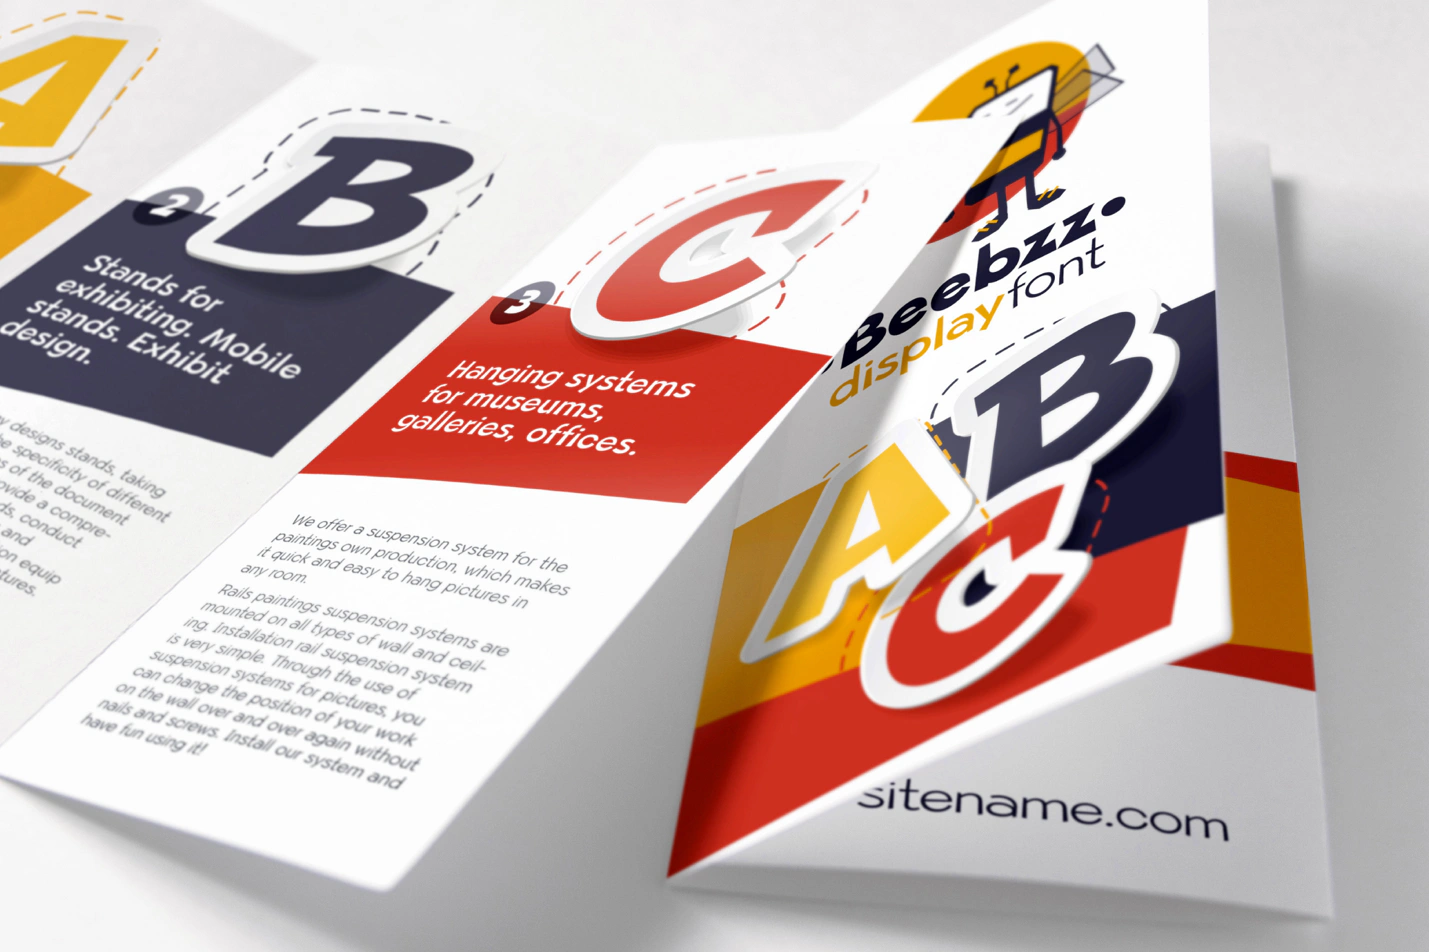 A
2
B
Stands for
exhibiting. Mobile
stands. Exhibit
design.
designs stands, taking
specificity of different
of the document
ovide a compre-
conduct
and
equip
3
C
Hanging systems
for museums,
galleries, offices.
We offer a suspension system for the
paintings own production, which makes
it quick and easy to hang pictures in
any room.
Rails paintings suspension systems are
mounted on all types of wall and ceil-
ing. Installation rail suspension system
is very simple. Through the use of
suspension systems for pictures, you
can change the position of your work
on the wall over and over again without
nails and screws. Install our system and
have fun using it!
Beebzz.
displayfont
A
B
C
sitename.com